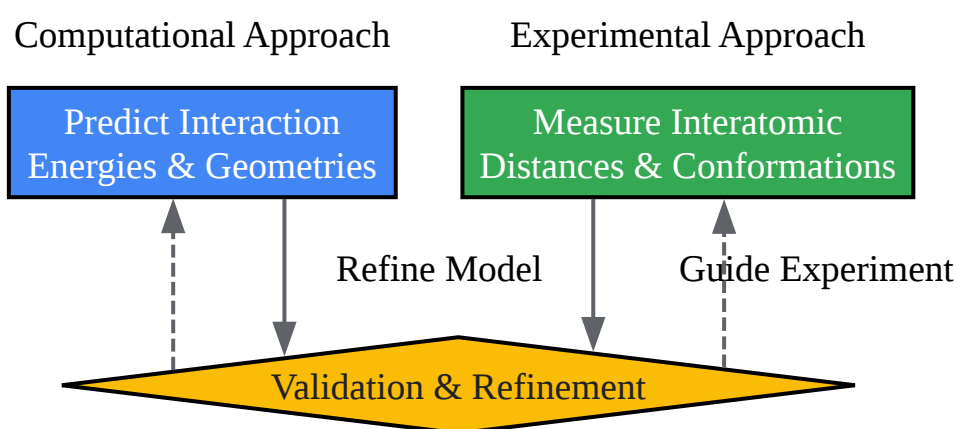 Computational Approach
Experimental Approach
Predict Interaction
Energies & Geometries
Measure Interatomic
Distances & Conformations
Refine Model
Guide Experiment
Validation & Refinement